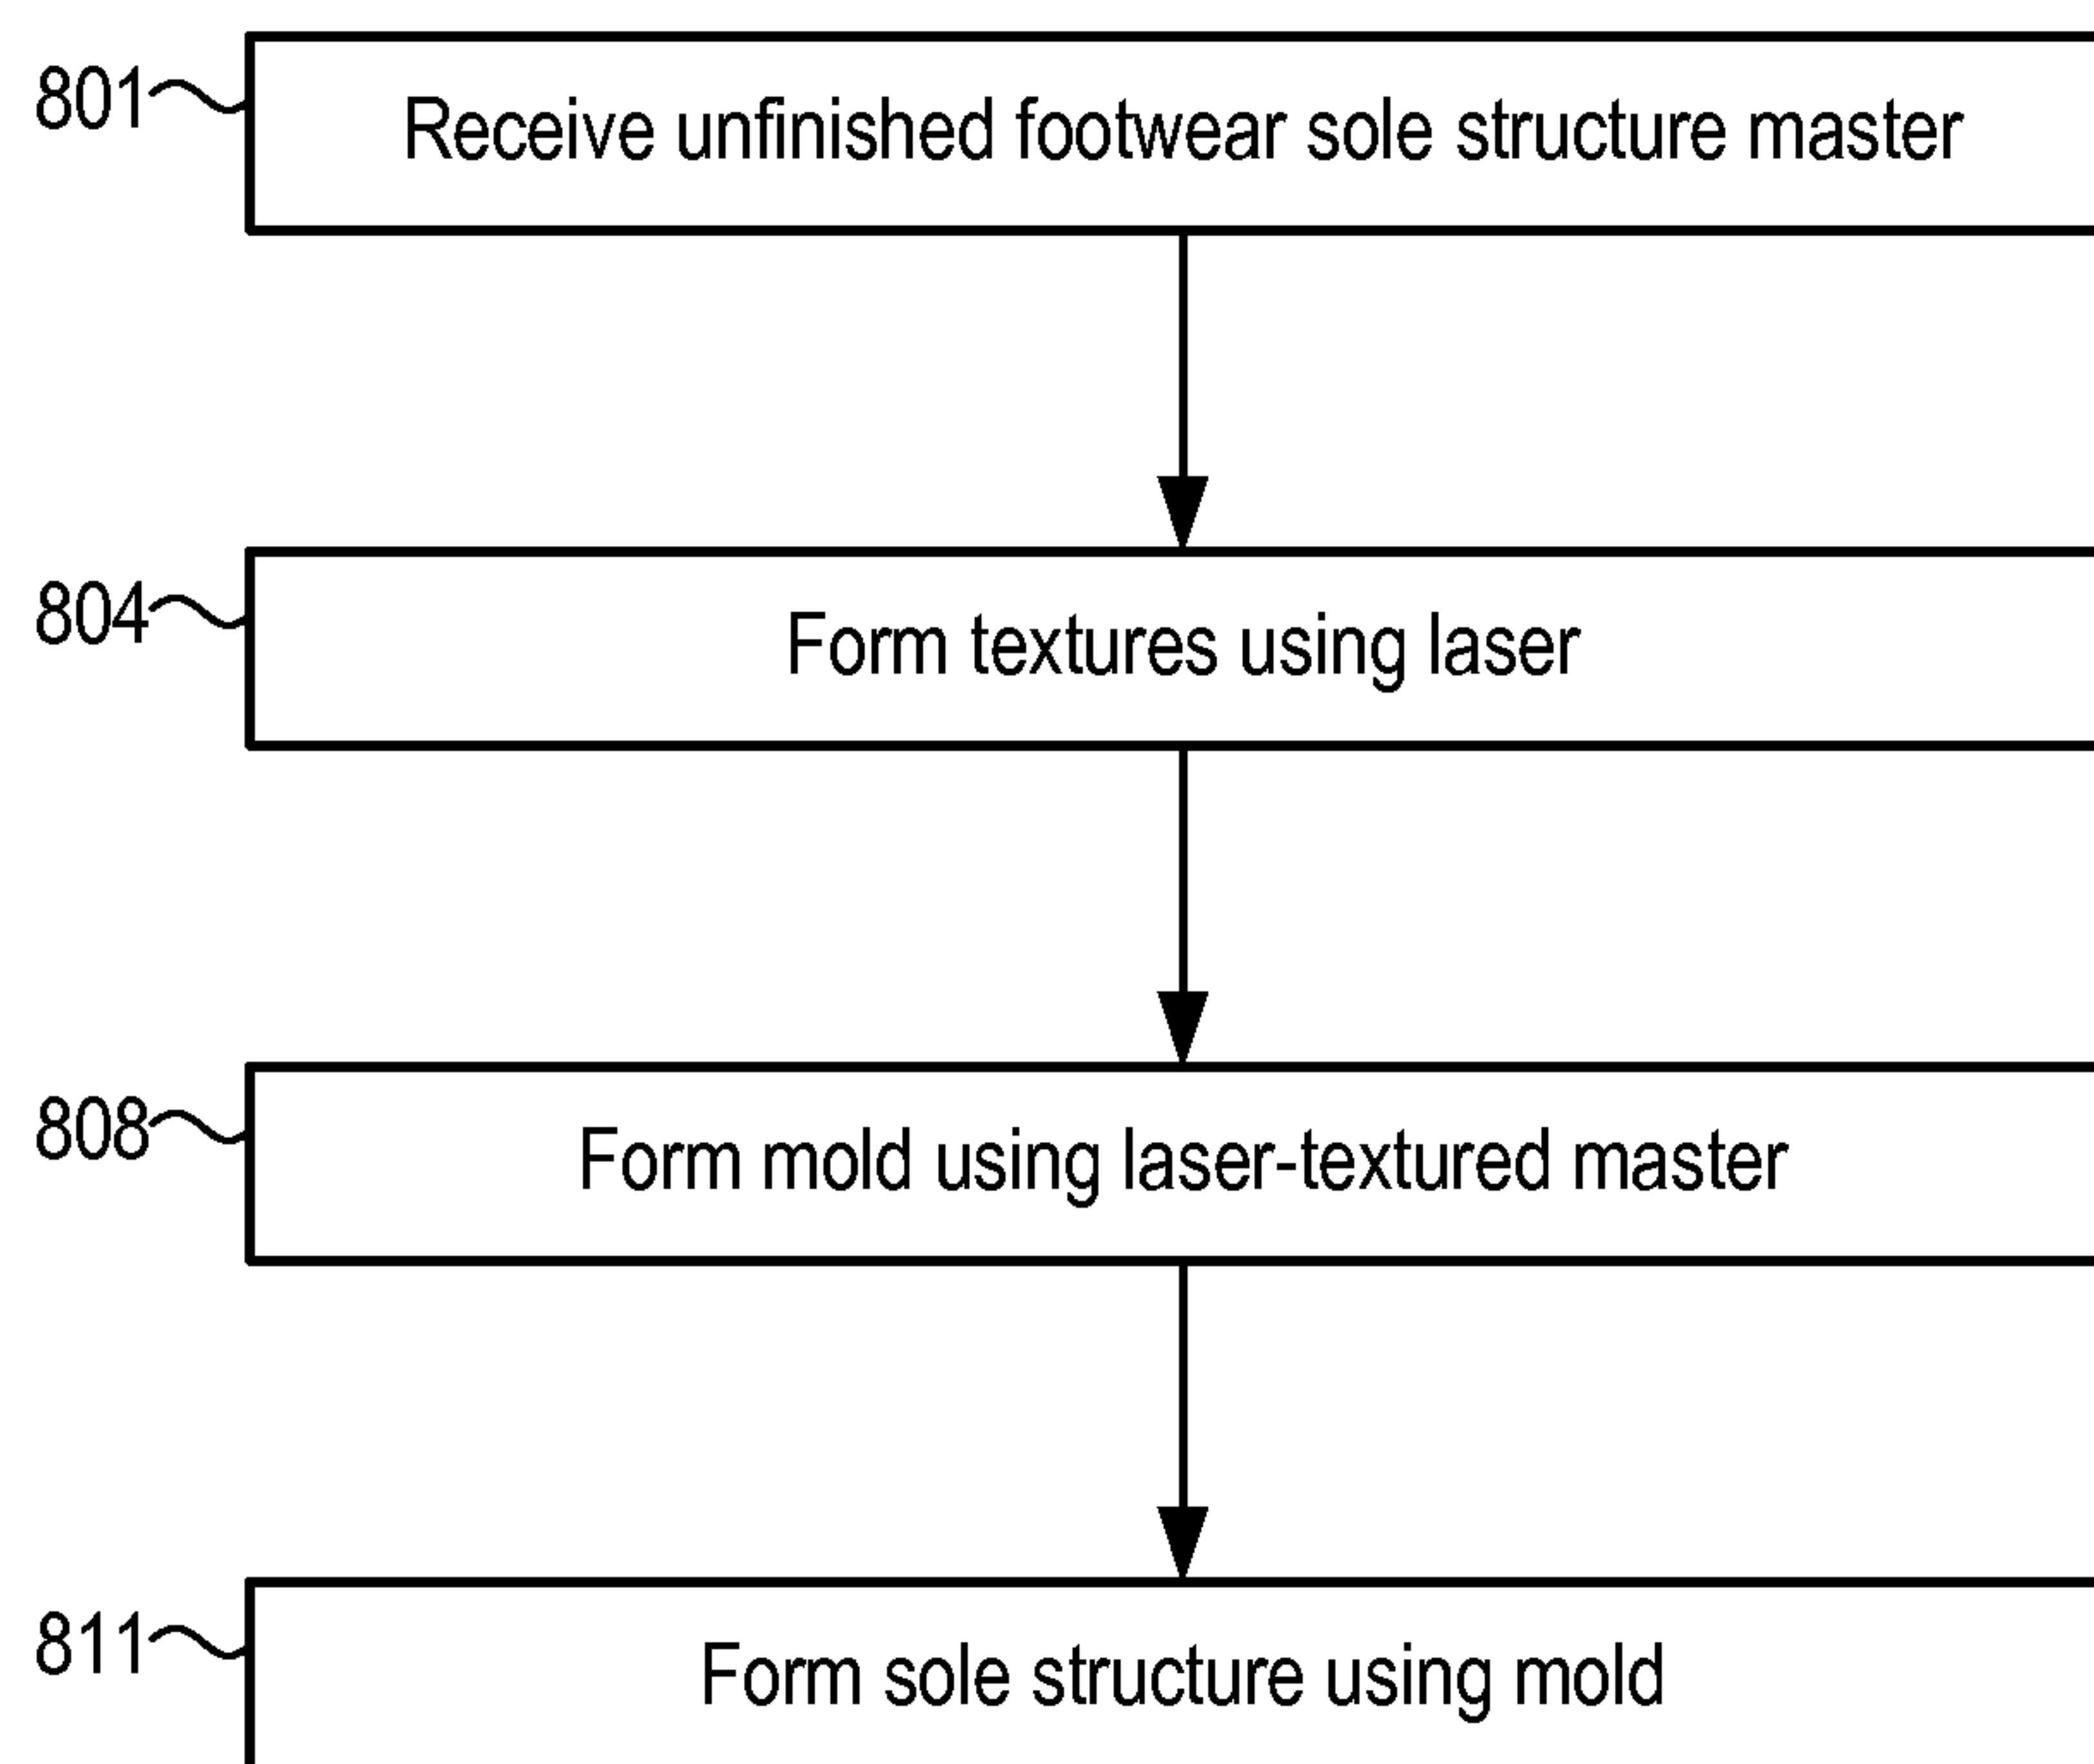 801
Receive unfinished footwear sole structure master
804
Form textures using laser
808
Form mold using laser-textured master
811
Form sole structure using mold